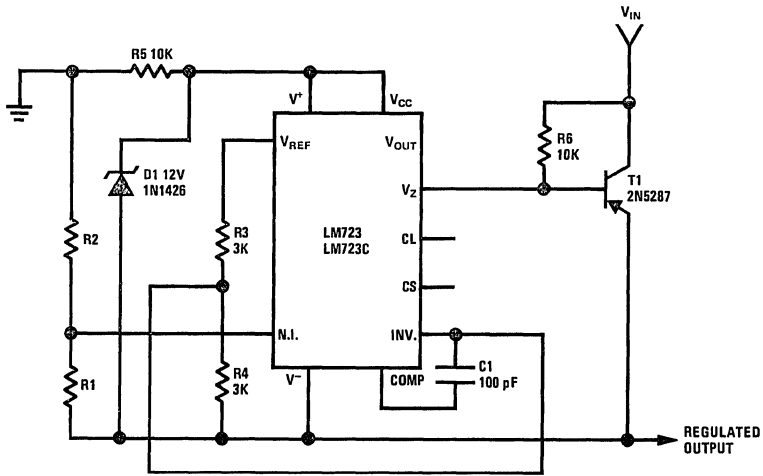 V_IN
R5 10K
V+
V_CC
V_REF
V_OUT
R6
10K
D1 12V
1N1426
V_Z
T1
2N5287
R2
R3
3K
LM723
LM723C
CL
CS
N.I.
INV.
R1
R4
3K
V−
COMP
C1
100 pF
REGULATED
OUTPUT